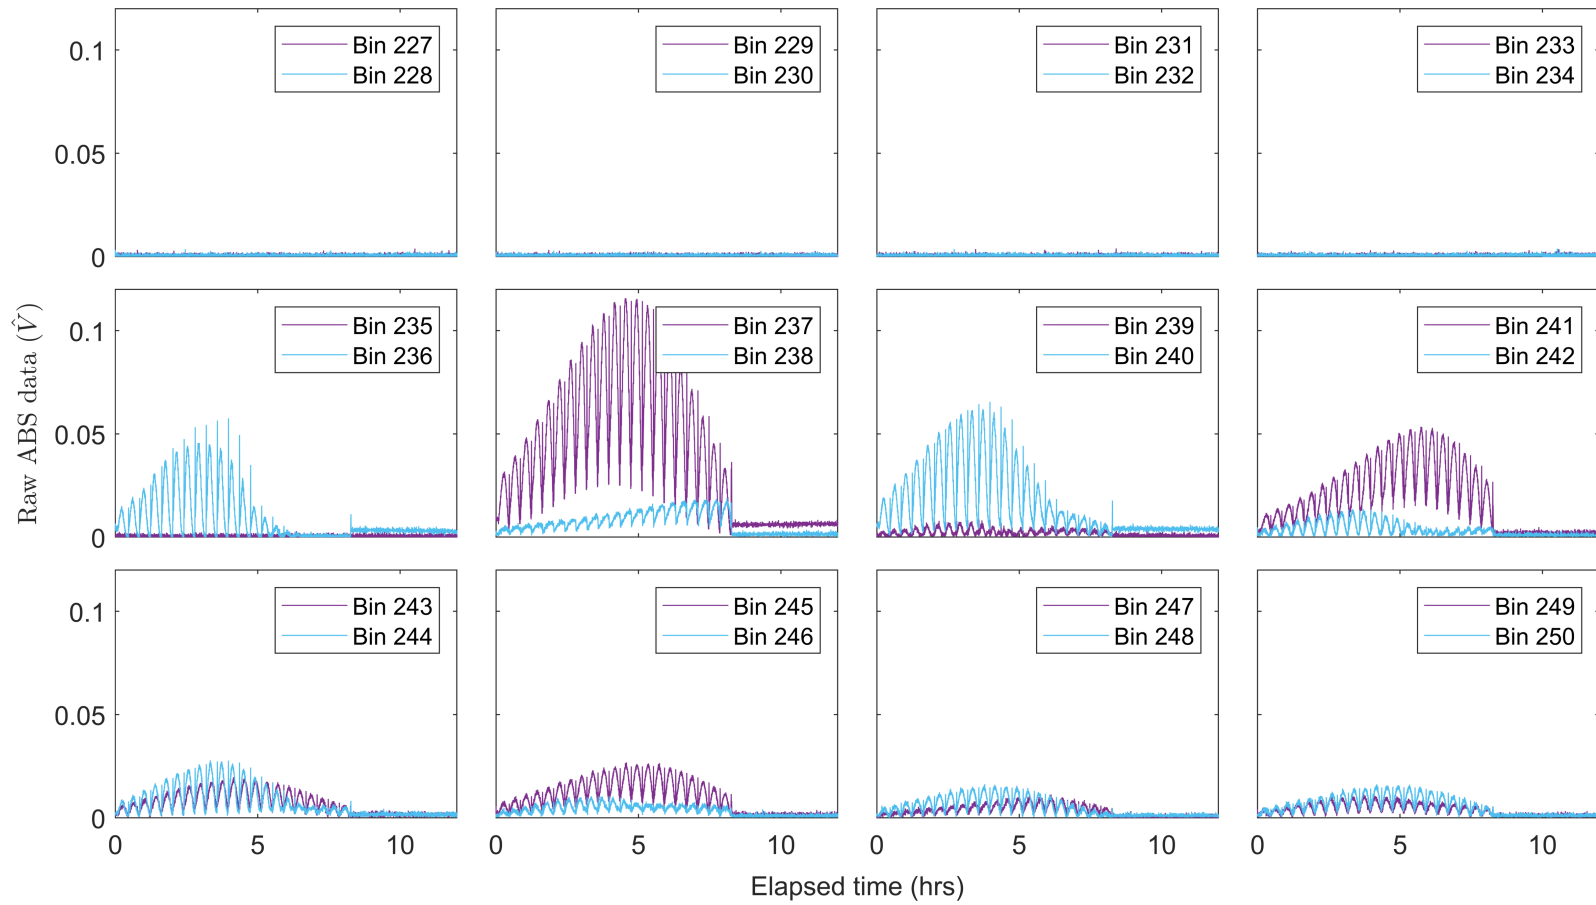 0.1
0.05
0
Bin 227
Bin 228
Bin 229
Bin 230
Bin 231
Bin 232
Bin 233
Bin 234
Raw ABS data (V̂)
0.1
0.05
0
Bin 235
Bin 236
Bin 237
Bin 238
Bin 239
Bin 240
Bin 241
Bin 242
0.1
0.05
0
Bin 243
Bin 244
Bin 245
Bin 246
Bin 247
Bin 248
Bin 249
Bin 250
0 5 10 0 5 10 0 5 10 0 5 10
Elapsed time (hrs)